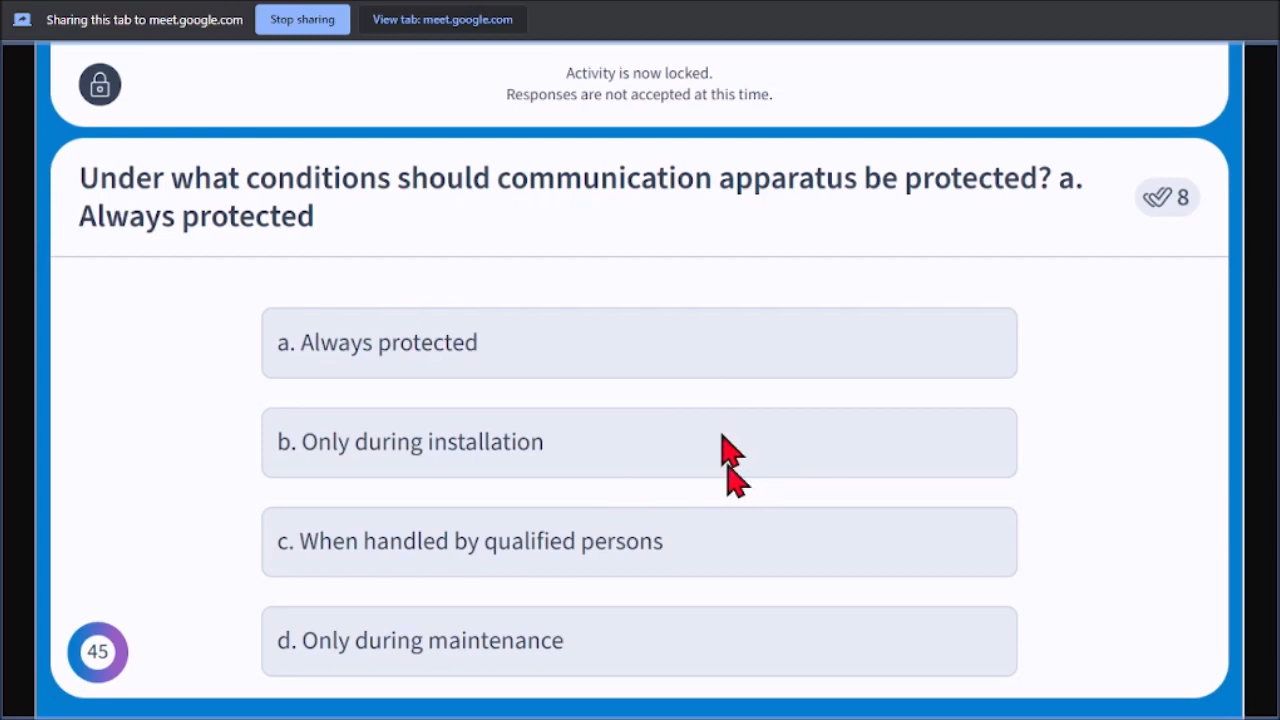 Sharing this tab to meet.google.com
Stop sharing
View tab: meet.google.com
Activity is now locked.
Responses are not accepted at this time.
Under what conditions should communication apparatus be protected? a.
Always protected
8
a. Always protected
b. Only during installation
c. When handled by qualified persons
d. Only during maintenance
45